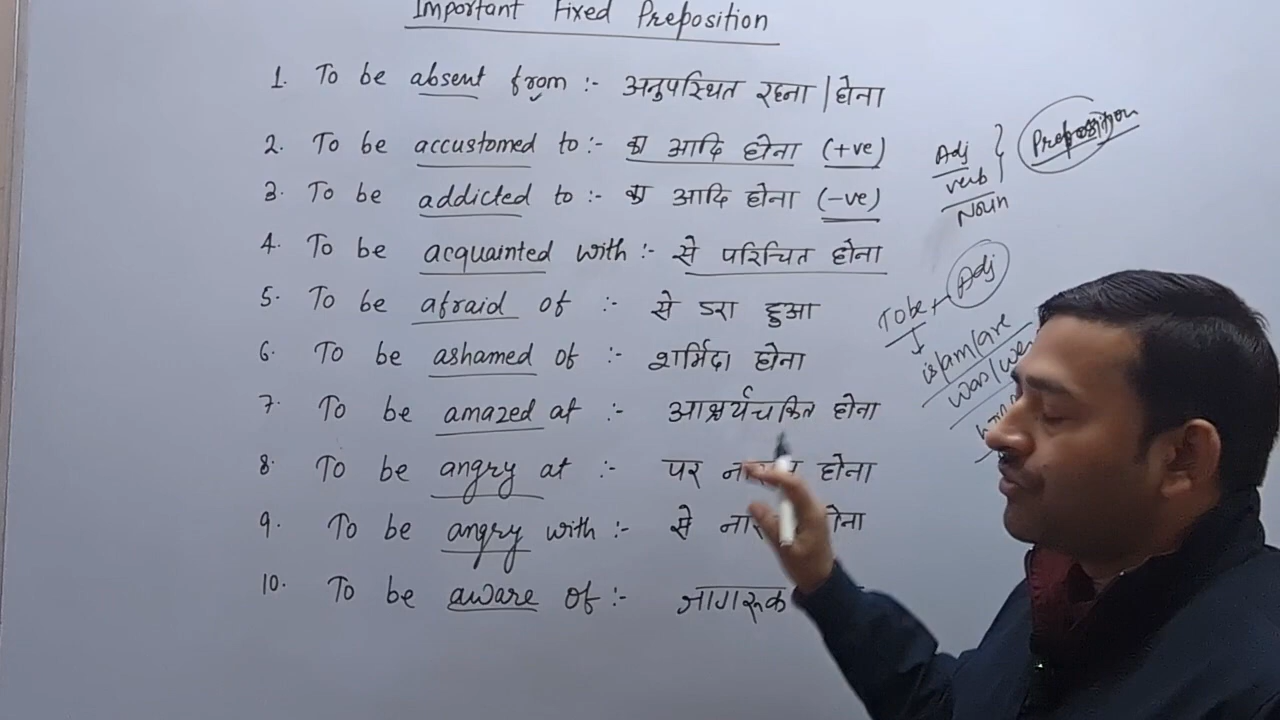 Important Fixed Preposition
1. To be absent from :- अनुपस्थित रहना | होना
2. To be accustomed to :- का आदि होना (+ve)
3. To be addicted to :- का आदि होना (-ve)
4. To be acquainted with :- से परिचित होना
5. To be afraid of :- से डरा हुआ
6. To be ashamed of :- शर्मिंदा होना
7. To be amazed at :- आश्चर्यचकित होना
8. To be angry at :- पर होना
9. To be angry with :- से
10. To be aware of :- जागरूक
Adj
verb
Noun
Preposition
To be + Adj
is/am/are
was/